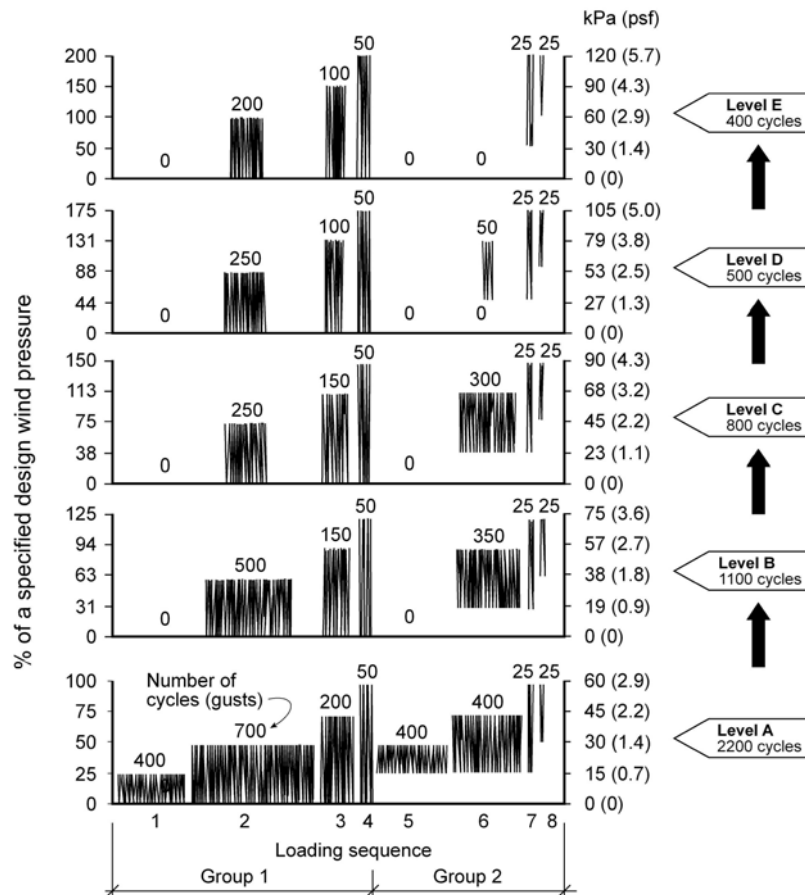 kPa (psf)
% of a specified design wind pressure
50
25 25
200 120 (5.7)
100
150 90 (4.3)
200
100 60 (2.9)
Level E
400 cycles
50 30 (1.4)
0 0 0
0 0 (0)
50
25 25
175 105 (5.0)
100
50
131 79 (3.8)
250
88 53 (2.5)
Level D
500 cycles
44 27 (1.3)
0 0 0
0 0 (0)
50
25 25
150 90 (4.3)
150
300
113 68 (3.2)
250
75 45 (2.2)
Level C
800 cycles
38 23 (1.1)
0 0
0 0 (0)
50
25 25
125 75 (3.6)
150
350
94 57 (2.7)
500
63 38 (1.8)
Level B
1100 cycles
31 19 (0.9)
0 0
0 0 (0)
50
25 25
Number of
cycles (gusts)
100 60 (2.9)
200
400
75 45 (2.2)
700
400
50 30 (1.4)
Level A
2200 cycles
400
25 15 (0.7)
0 0 (0)
1 2 3 4 5 6 7 8
Loading sequence
Group 1 Group 2